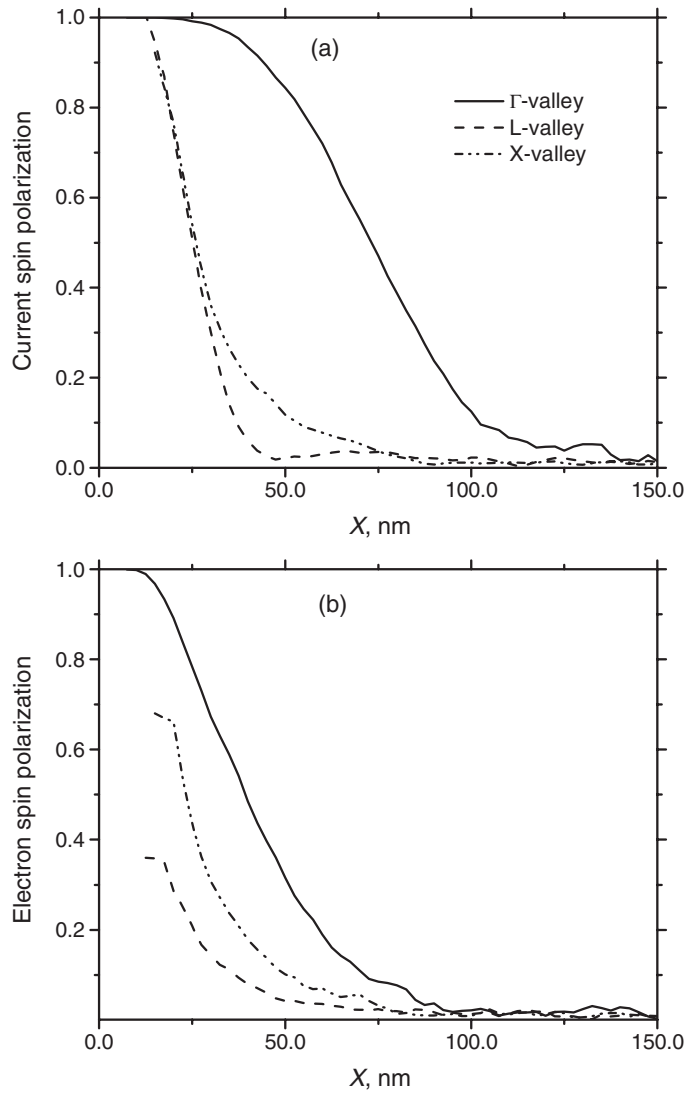 (a)
Γ-valley
L-valley
X-valley
Current spin polarization
1.0
0.8
0.6
0.4
0.2
0.0
0.0 50.0 100.0 150.0
X, nm
(b)
Electron spin polarization
1.0
0.8
0.6
0.4
0.2
0.0 50.0 100.0 150.0
X, nm